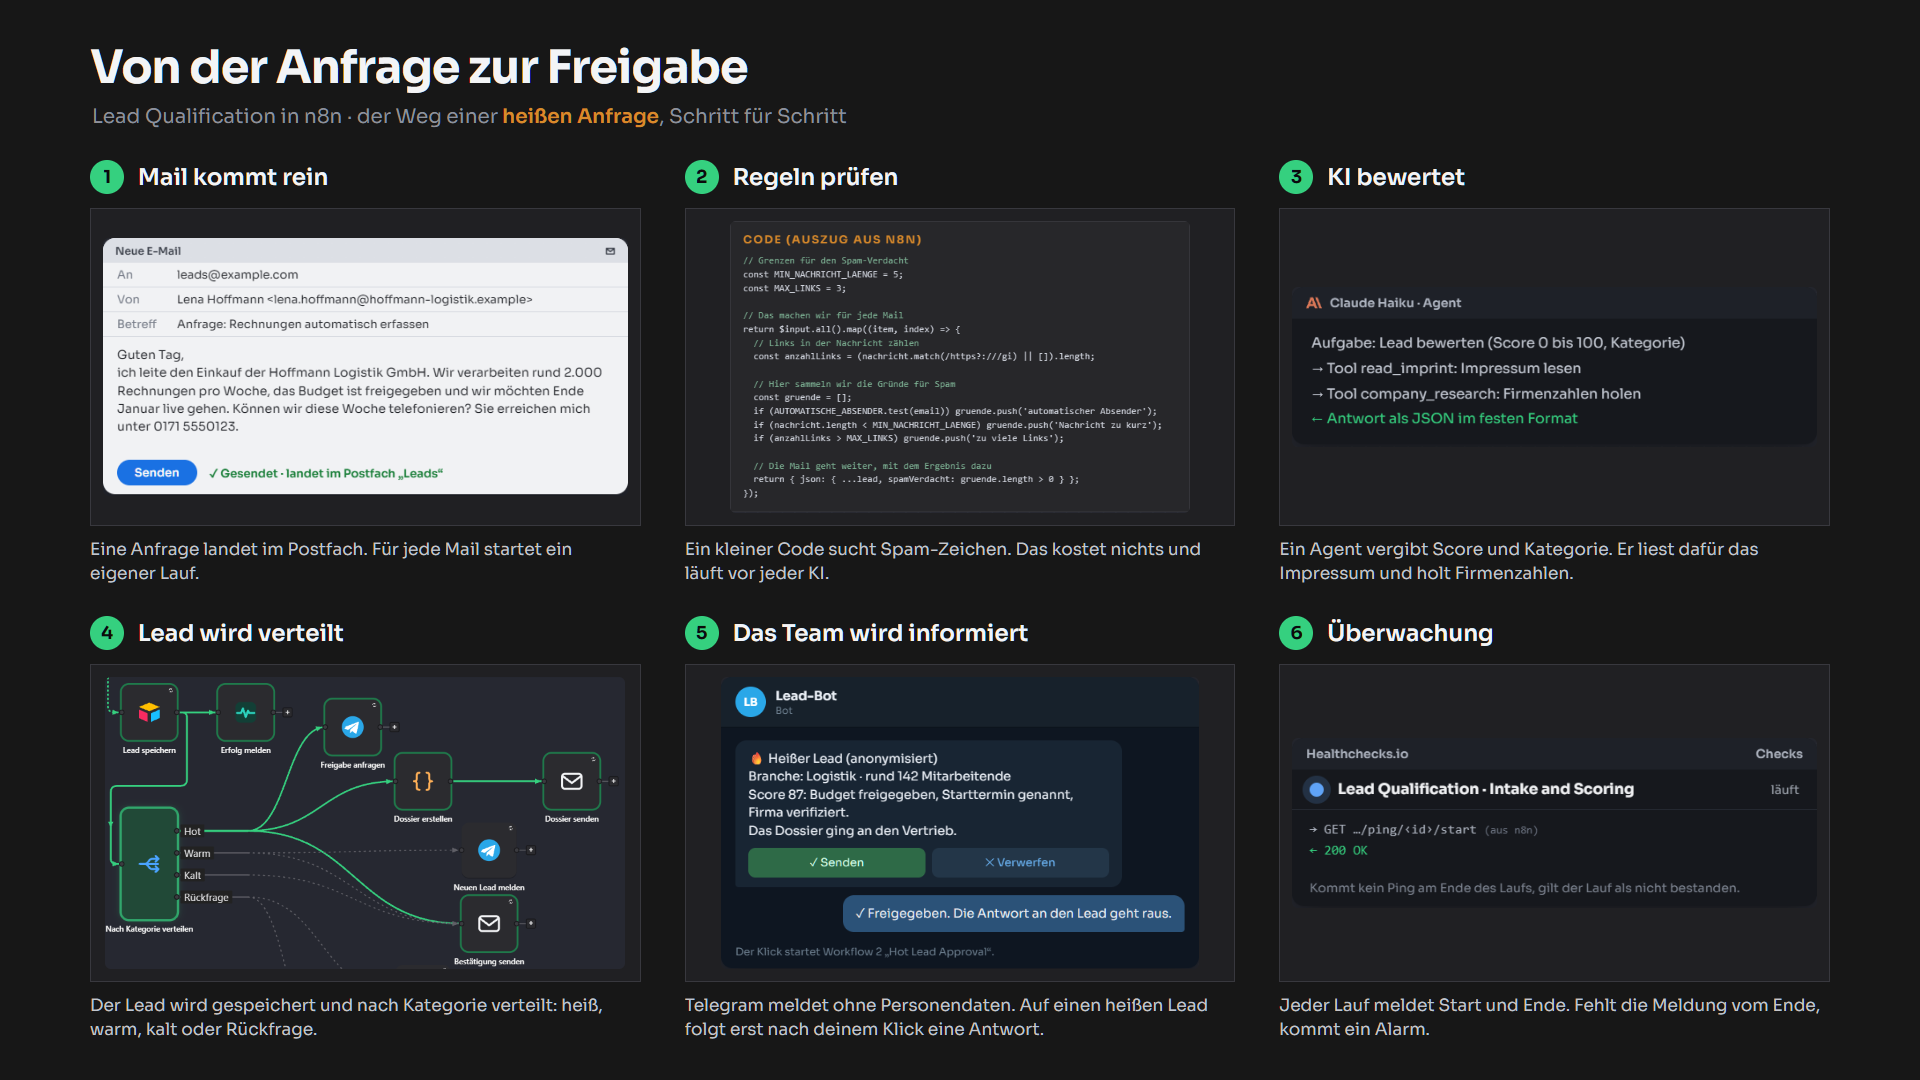 Von der Anfrage zur Freigabe
Lead Qualification in n8n · der Weg einer heißen Anfrage, Schritt für Schritt
1 Mail kommt rein
Neue E-Mail
An leads@example.com
Von Lena Hoffmann <lena.hoffmann@hoffmann-logistik.example>
Betreff Anfrage: Rechnungen automatisch erfassen
Guten Tag,
ich leite den Einkauf der Hoffmann Logistik GmbH. Wir verarbeiten rund 2.000
Rechnungen pro Woche, das Budget ist freigegeben und wir möchten Ende
Januar live gehen. Können wir diese Woche telefonieren? Sie erreichen mich
unter 0171 5550123.
Senden ✓ Gesendet · landet im Postfach „Leads“
Eine Anfrage landet im Postfach. Für jede Mail startet ein
eigener Lauf.
2 Regeln prüfen
CODE (AUSZUG AUS N8N)
// Grenzen für den Spam-Verdacht
const MIN_NACHRICHT_LAENGE = 5;
const MAX_LINKS = 3;
// Das machen wir für jede Mail
return $input.all().map((item, index) => {
// Links in der Nachricht zählen
const anzahlLinks = (nachricht.match(/https?:\/\//gi) || []).length;
// Hier sammeln wir die Gründe für Spam
const gruende = [];
if (AUTOMATISCHE_ABSENDER.test(email)) gruende.push('automatischer Absender');
if (nachricht.length < MIN_NACHRICHT_LAENGE) gruende.push('Nachricht zu kurz');
if (anzahlLinks > MAX_LINKS) gruende.push('zu viele Links');
// Die Mail geht weiter, mit dem Ergebnis dazu
return { json: { ...lead, spamVerdacht: gruende.length > 0 } };
});
Ein kleiner Code sucht Spam-Zeichen. Das kostet nichts und
läuft vor jeder KI.
3 KI bewertet
Claude Haiku · Agent
Aufgabe: Lead bewerten (Score 0 bis 100, Kategorie)
→ Tool read_imprint: Impressum lesen
→ Tool company_research: Firmenzahlen holen
← Antwort als JSON im festen Format
Ein Agent vergibt Score und Kategorie. Er liest dafür das
Impressum und holt Firmenzahlen.
4 Lead wird verteilt
Lead speichern
Erfolg melden
Freigabe anfragen
Dossier erstellen
Dossier senden
Hot
Warm
Kalt
Rückfrage
Neuen Lead melden
Nach Kategorie verteilen
Bestätigung senden
Der Lead wird gespeichert und nach Kategorie verteilt: heiß,
warm, kalt oder Rückfrage.
5 Das Team wird informiert
LB Lead-Bot
Bot
🔥 Heißer Lead (anonymisiert)
Branche: Logistik · rund 142 Mitarbeitende
Score 87: Budget freigegeben, Starttermin genannt,
Firma verifiziert.
Das Dossier ging an den Vertrieb.
✓ Senden ✕ Verwerfen
✓ Freigegeben. Die Antwort an den Lead geht raus.
Der Klick startet Workflow 2 „Hot Lead Approval“.
Telegram meldet ohne Personendaten. Auf einen heißen Lead
folgt erst nach deinem Klick eine Antwort.
6 Überwachung
Healthchecks.io Checks
Lead Qualification · Intake and Scoring läuft
→ GET …/ping/‹id›/start (aus n8n)
← 200 OK
Kommt kein Ping am Ende des Laufs, gilt der Lauf als nicht bestanden.
Jeder Lauf meldet Start und Ende. Fehlt die Meldung vom Ende,
kommt ein Alarm.